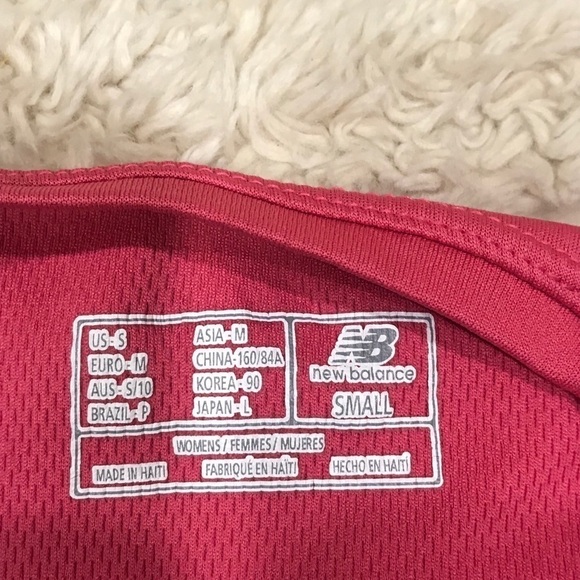 US-S
EURO-M
AUS-S/10
BRAZIL-P
ASIA-M
CHINA-160/84A
KOREA-90
JAPAN-L
NB
new balance
SMALL
WOMENS/FEMMES/MUJERES
MADE IN HAITI
FABRIQUÉ EN HAÏTI
HECHO EN HAITÍ